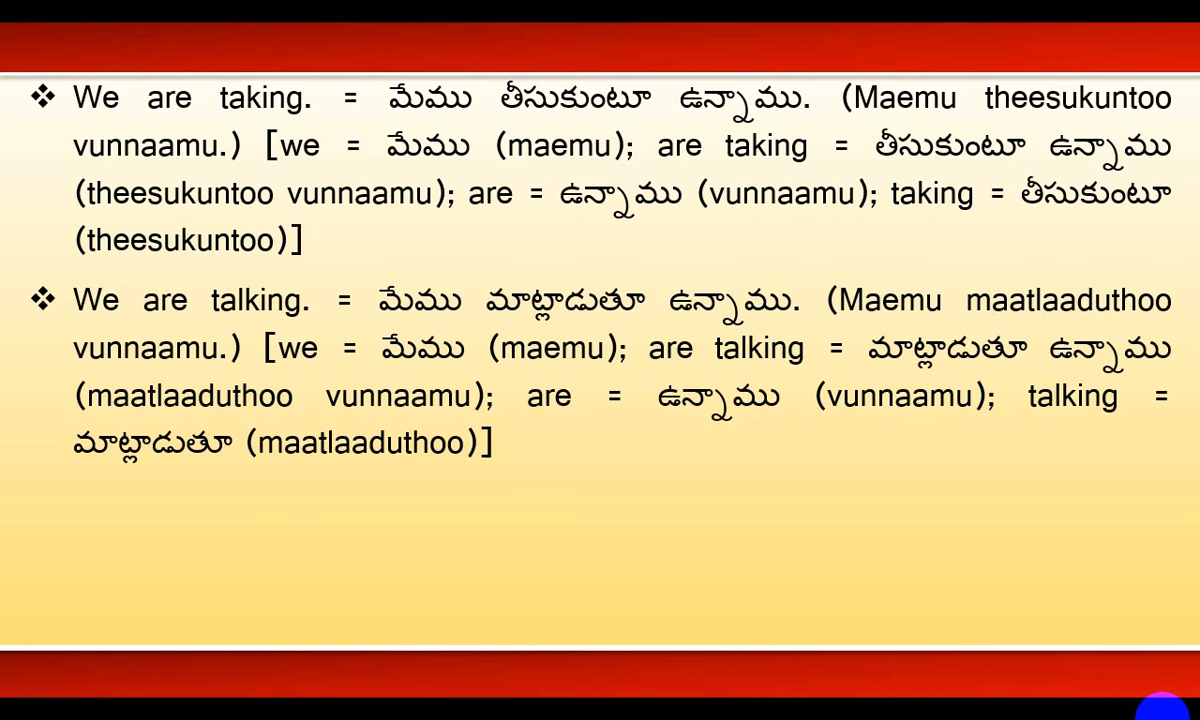 ❖ We are taking. = మేము తీసుకుంటూ ఉన్నాము. (Maemu theesukuntoo
vunnaamu.) [we = మేము (maemu); are taking = తీసుకుంటూ ఉన్నాము
(theesukuntoo vunnaamu); are = ఉన్నాము (vunnaamu); taking = తీసుకుంటూ
(theesukuntoo)]
❖ We are talking. = మేము మాట్లాడుతూ ఉన్నాము. (Maemu maatlaaduthoo
vunnaamu.) [we = మేము (maemu); are talking = మాట్లాడుతూ ఉన్నాము
(maatlaaduthoo vunnaamu); are = ఉన్నాము (vunnaamu); talking =
మాట్లాడుతూ (maatlaaduthoo)]